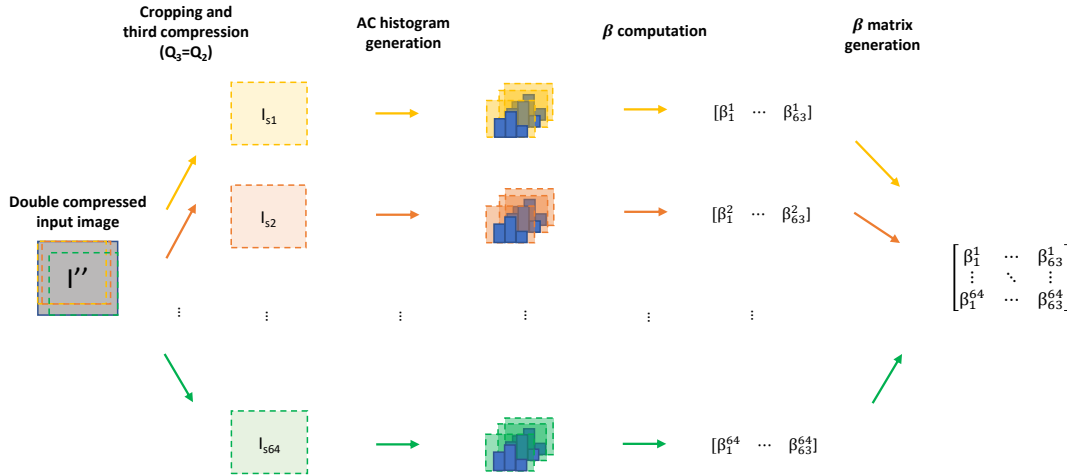 Cropping and
third compression
(Q₃=Q₂)
AC histogram
generation
β computation
β matrix
generation
Iₛ₁
[β₁¹ ⋯ β₆₃¹]
Double compressed
input image
I’’
Iₛ₂
[β₁² ⋯ β₆₃²]
β₁¹ ⋯ β₆₃¹
⋮ ⋱ ⋮
β₁⁶⁴ ⋯ β₆₃⁶⁴
⋮ ⋮ ⋮ ⋮ ⋮ ⋮
Iₛ₆₄
[β₁⁶⁴ ⋯ β₆₃⁶⁴]